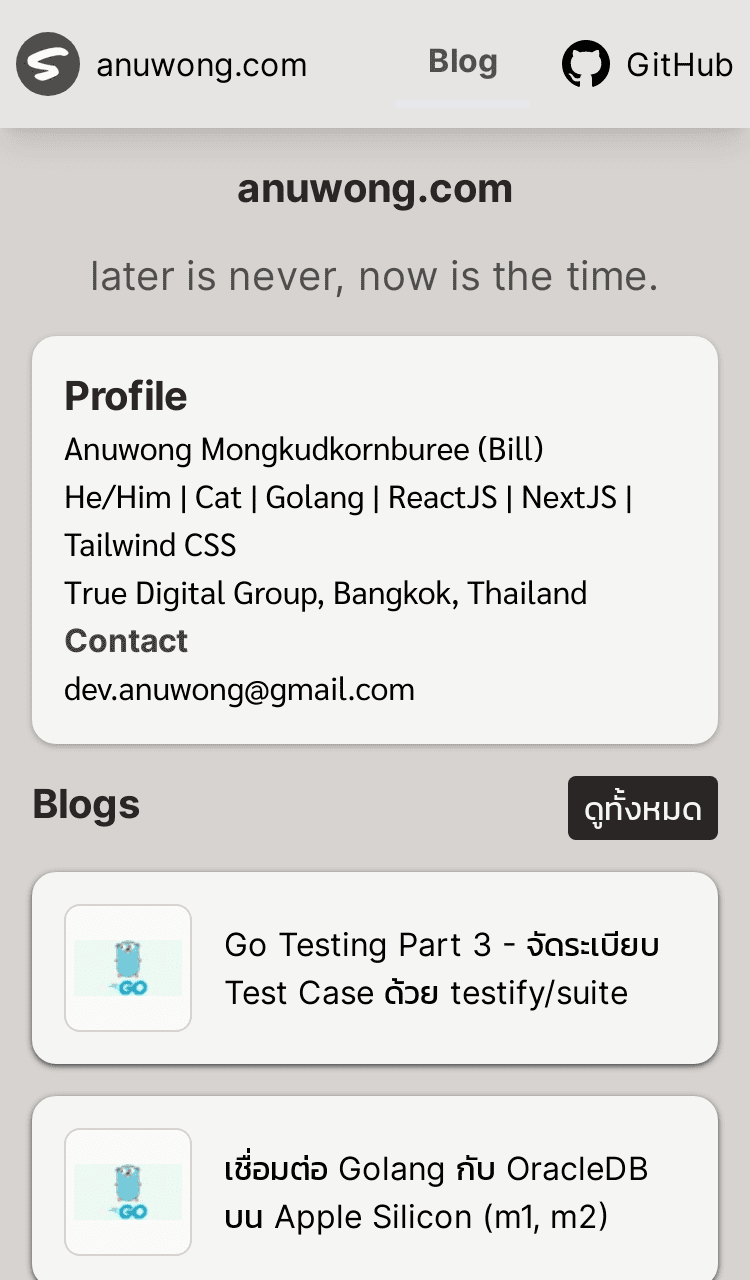 anuwong.com
Blog
GitHub
anuwong.com
later is never, now is the time.
Profile
Anuwong Mongkudkornburee (Bill)
He/Him | Cat | Golang | ReactJS | NextJS |
Tailwind CSS
True Digital Group, Bangkok, Thailand
Contact
dev.anuwong@gmail.com
Blogs
ดูทั้งหมด
GO
Go Testing Part 3 - จัดระเบียบ
Test Case ด้วย testify/suite
GO
เชื่อมต่อ Golang กับ OracleDB
บน Apple Silicon (m1, m2)